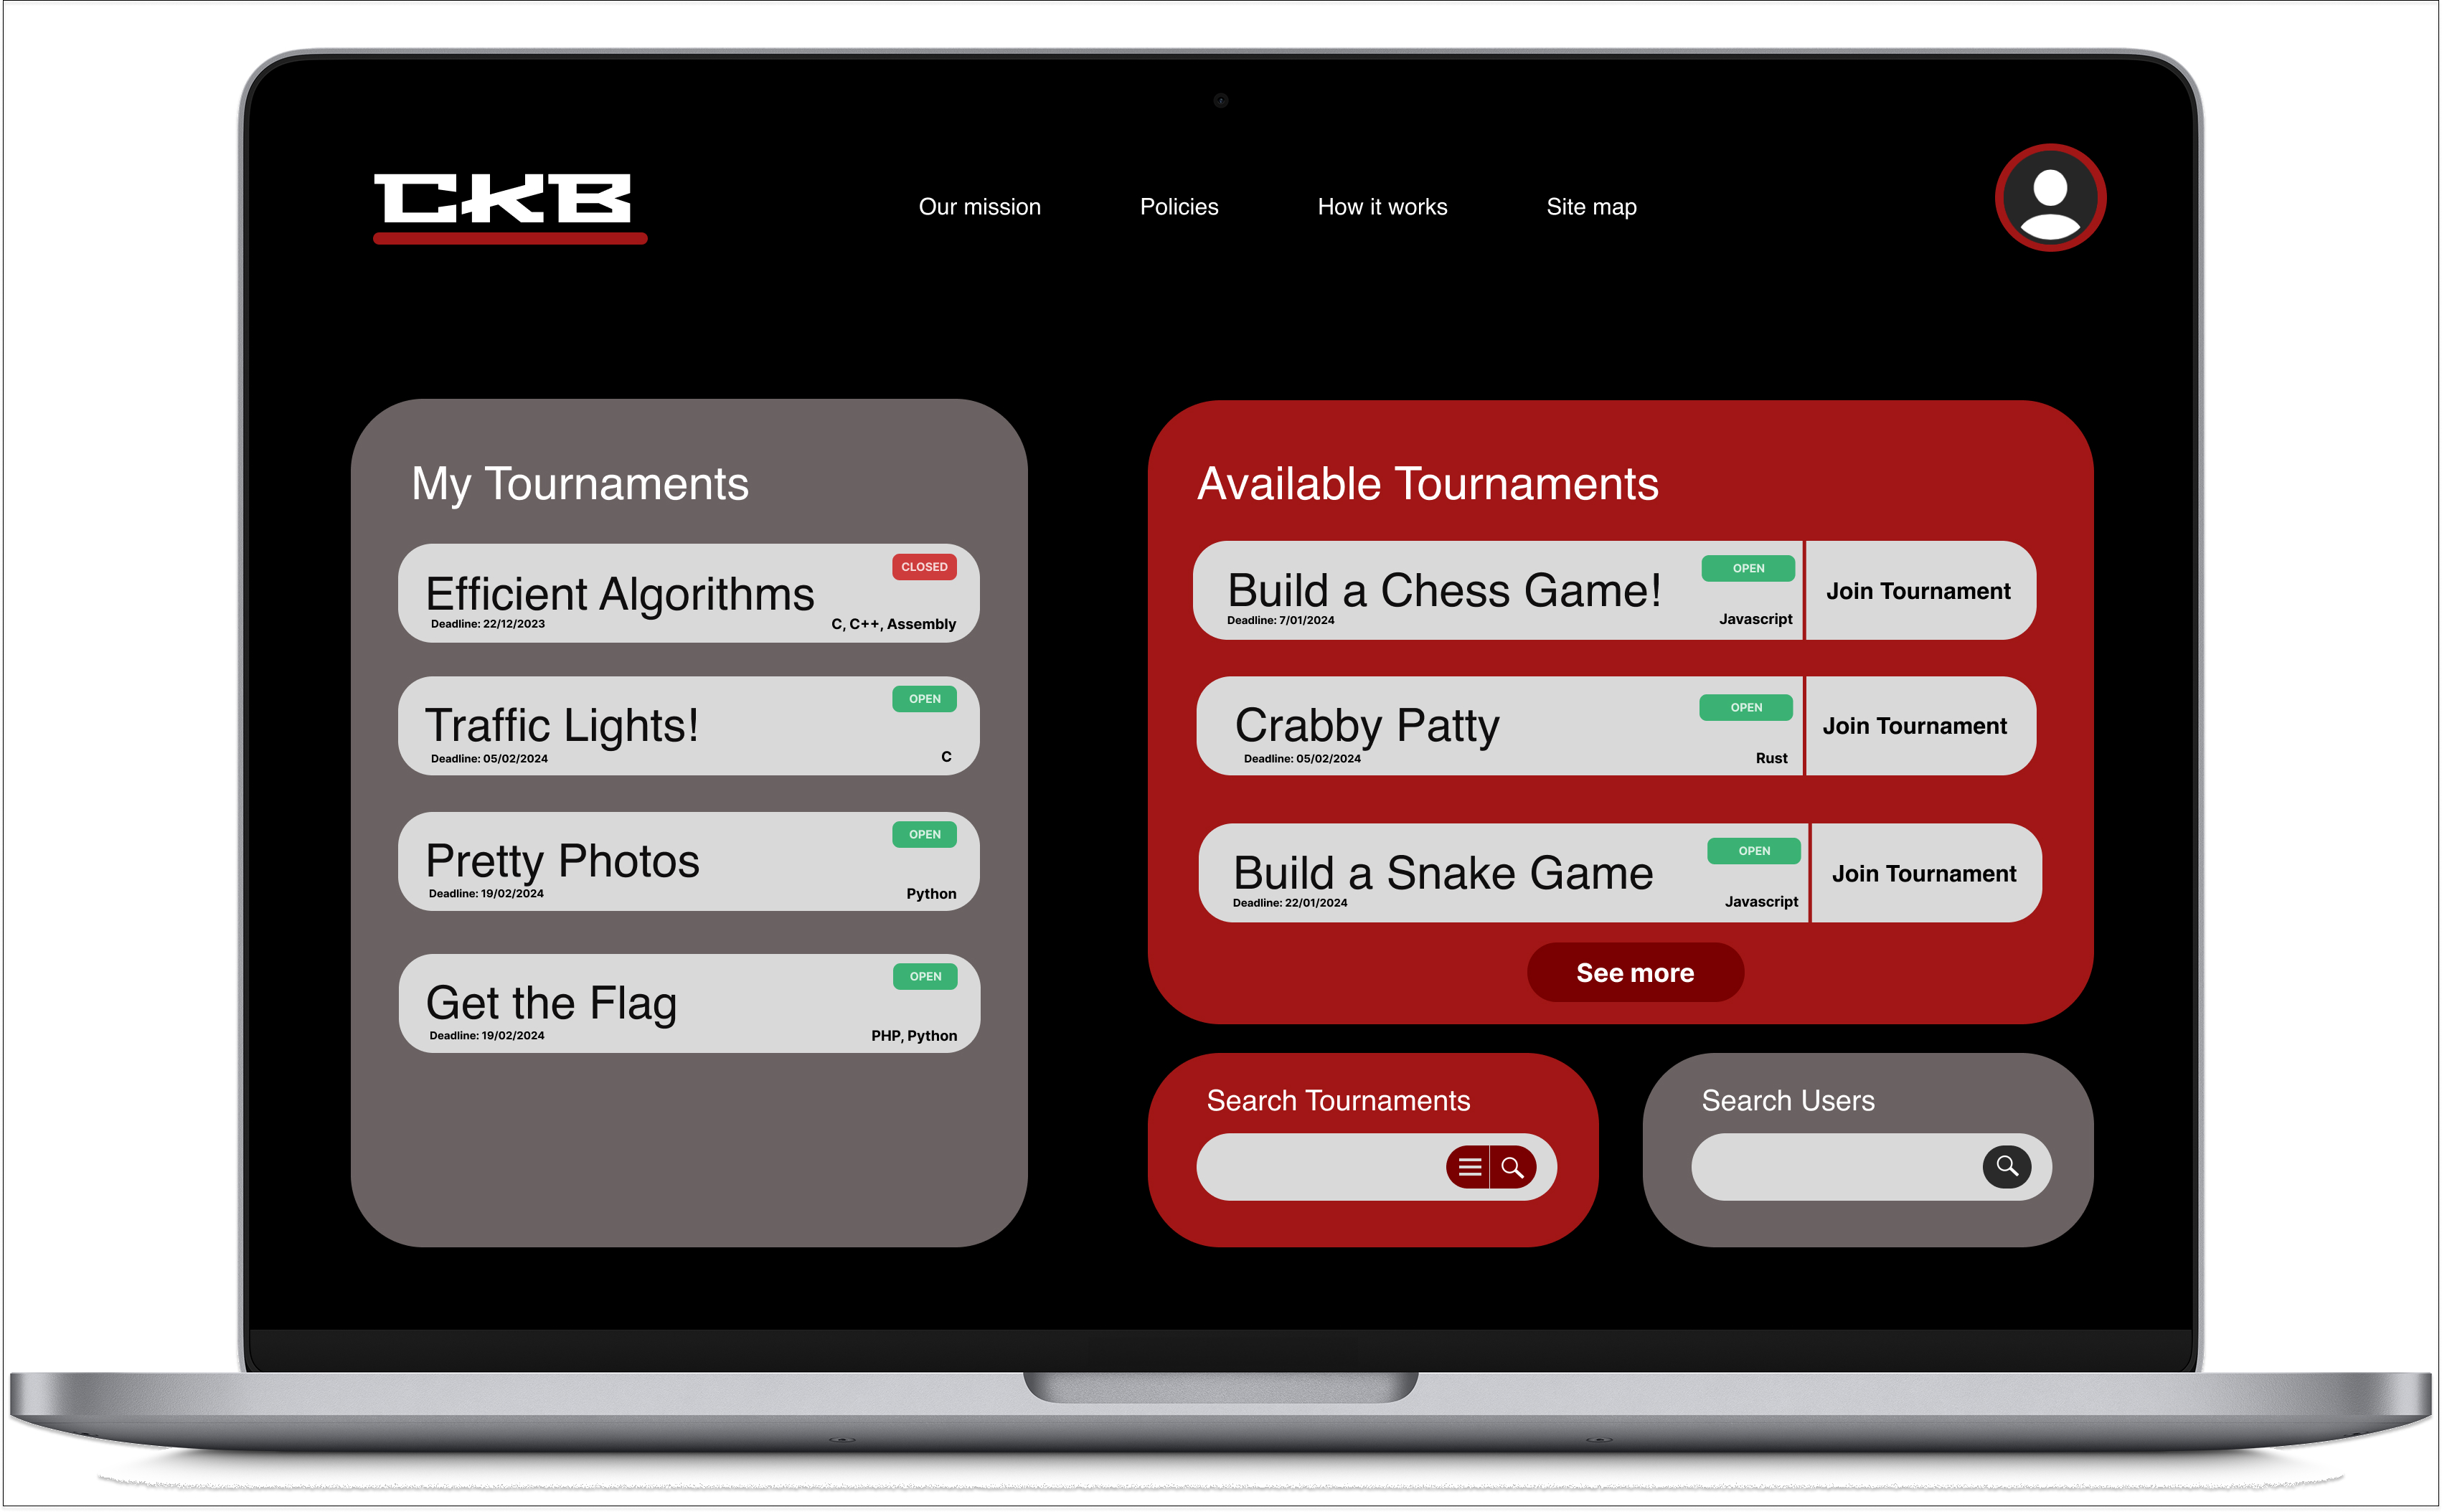 CKB
Our mission
Policies
How it works
Site map
My Tournaments
CLOSED
Efficient Algorithms
Deadline: 22/12/2023
C, C++, Assembly
OPEN
Traffic Lights!
Deadline: 05/02/2024
C
OPEN
Pretty Photos
Deadline: 19/02/2024
Python
OPEN
Get the Flag
Deadline: 19/02/2024
PHP, Python
Available Tournaments
OPEN
Build a Chess Game!
Join Tournament
Deadline: 7/01/2024
Javascript
OPEN
Crabby Patty
Join Tournament
Deadline: 05/02/2024
Rust
OPEN
Build a Snake Game
Join Tournament
Deadline: 22/01/2024
Javascript
See more
Search Tournaments
Search Users